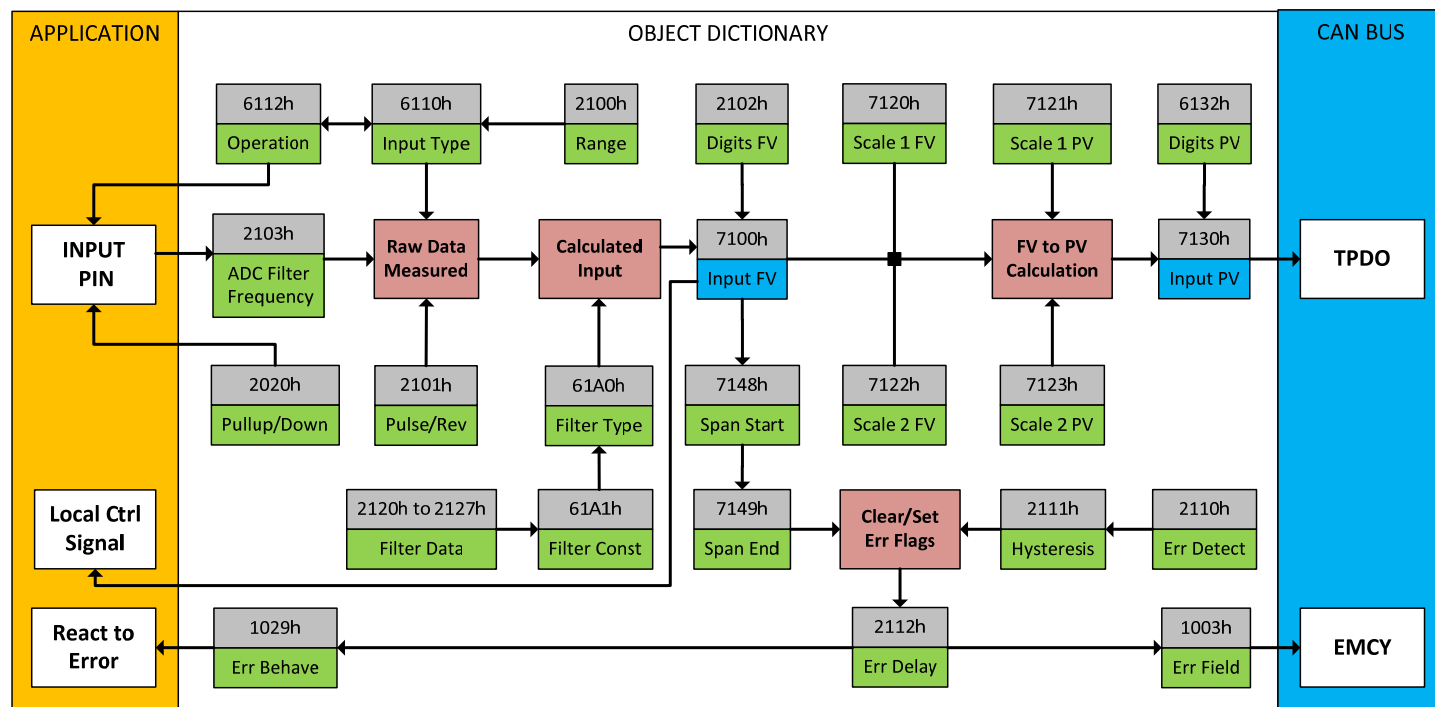 APPLICATION
OBJECT DICTIONARY
CAN BUS
6112h
Operation
6110h
Input Type
2100h
Range
2102h
Digits FV
7120h
Scale 1 FV
7121h
Scale 1 PV
6132h
Digits PV
INPUT
PIN
2103h
ADC Filter
Frequency
Raw Data
Measured
Calculated
Input
7100h
Input FV
FV to PV
Calculation
7130h
Input PV
TPDO
2020h
Pullup/Down
2101h
Pulse/Rev
61A0h
Filter Type
7148h
Span Start
7122h
Scale 2 FV
7123h
Scale 2 PV
Local Ctrl
Signal
2120h to 2127h
Filter Data
61A1h
Filter Const
7149h
Span End
Clear/Set
Err Flags
2111h
Hysteresis
2110h
Err Detect
React to
Error
1029h
Err Behave
2112h
Err Delay
1003h
Err Field
EMCY